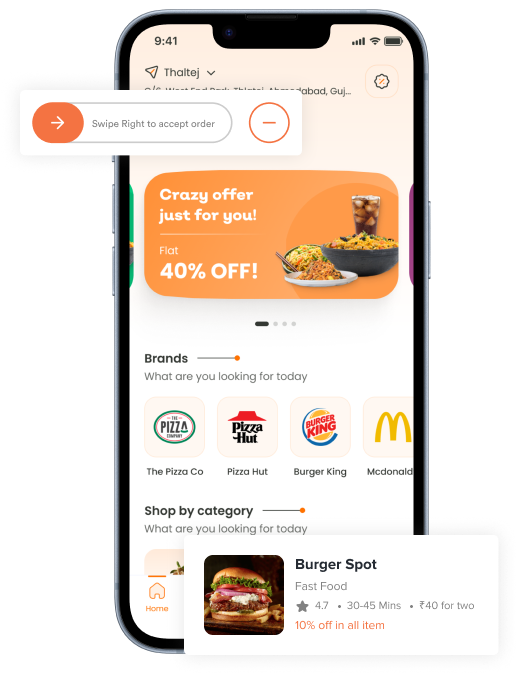 9:41
Thaltej
West End Park, Thlatej, Ahmedabad, Guj...
Swipe Right to accept order
Crazy offer
just for you!
Flat
40% OFF!
Brands
What are you looking for today
THE
PIZZA
COMPANY
Pizza
Hut
BURGER
KING
The Pizza Co
Pizza Hut
Burger King
Mcdonald
Shop by category
What are you looking for today
Home
Burger Spot
Fast Food
4.7 • 30-45 Mins • ₹40 for two
10% off in all item